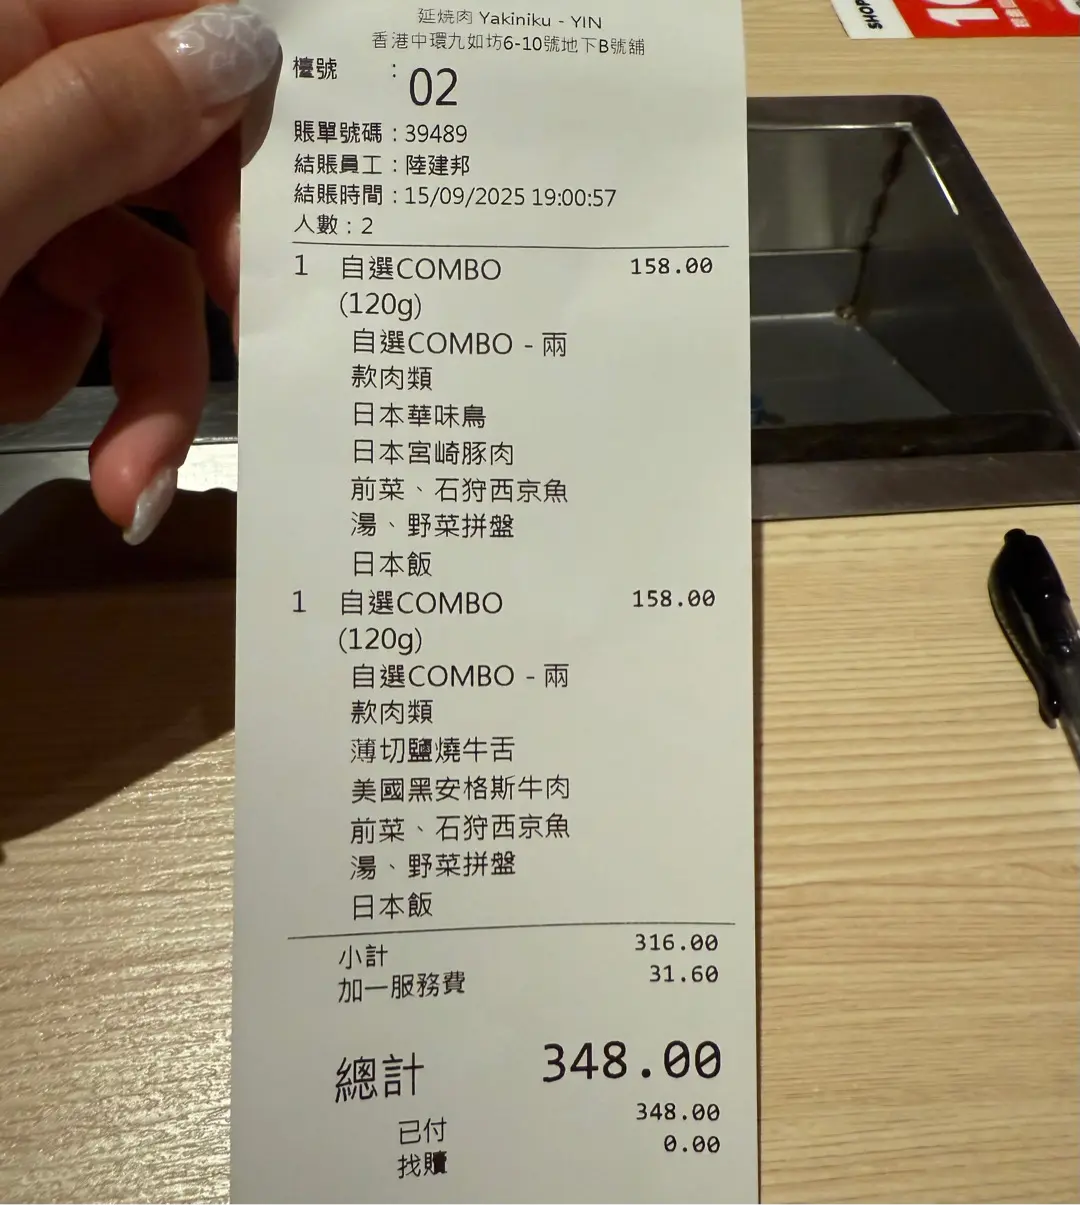 延燒肉 Yakiniku - YIN
香港中環九如坊6-10號地下B號舖
檯號 : 02
賬單號碼 : 39489
結賬員工 : 陸建邦
結賬時間 : 15/09/2025 19:00:57
人數 : 2
1 自選COMBO 158.00
(120g)
自選COMBO - 兩
款肉類
日本華味鳥
日本宮崎豚肉
前菜、石狩西京魚
湯、野菜拼盤
日本飯
1 自選COMBO 158.00
(120g)
自選COMBO - 兩
款肉類
薄切鹽燒牛舌
美國黑安格斯牛肉
前菜、石狩西京魚
湯、野菜拼盤
日本飯
小計 316.00
加一服務費 31.60
總計 348.00
已付 348.00
找贖 0.00
SHOP